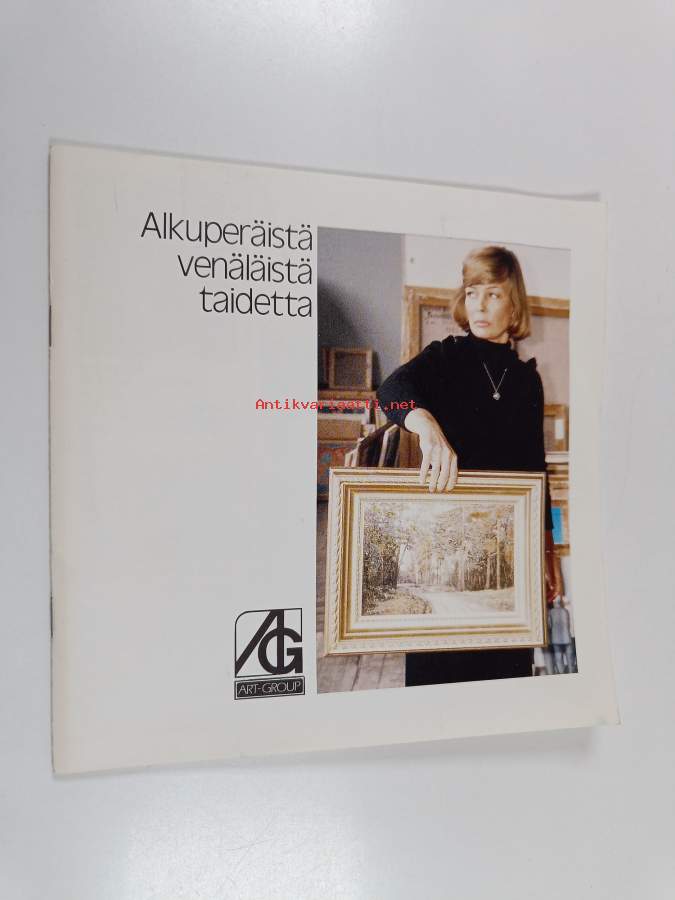 Alkuperäistä
venäläistä
taidetta
Antikvariaatti.net
AG
ART-GROUP